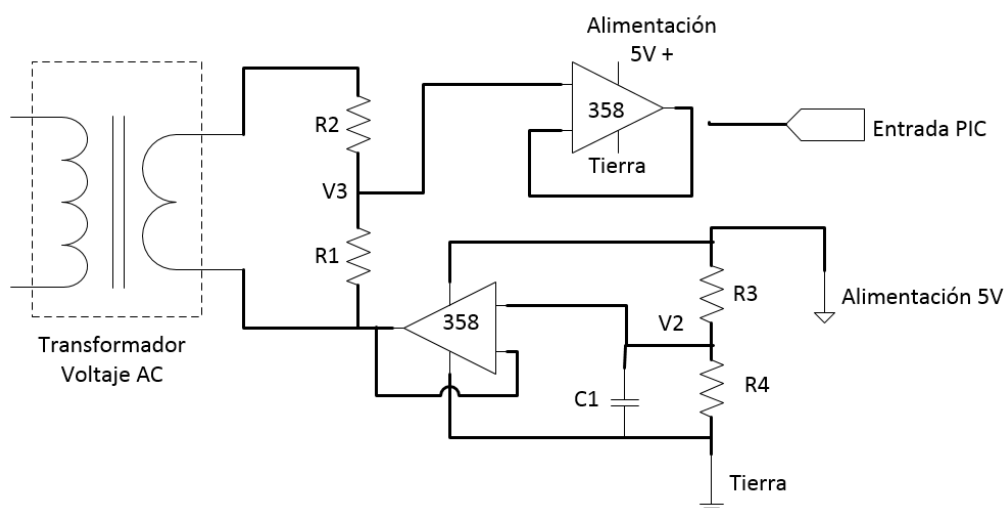 Alimentación
5V +
R2
358
Entrada PIC
Tierra
V3
R1
R3
Alimentación 5V
358
V2
Transformador
Voltaje AC
R4
C1
Tierra